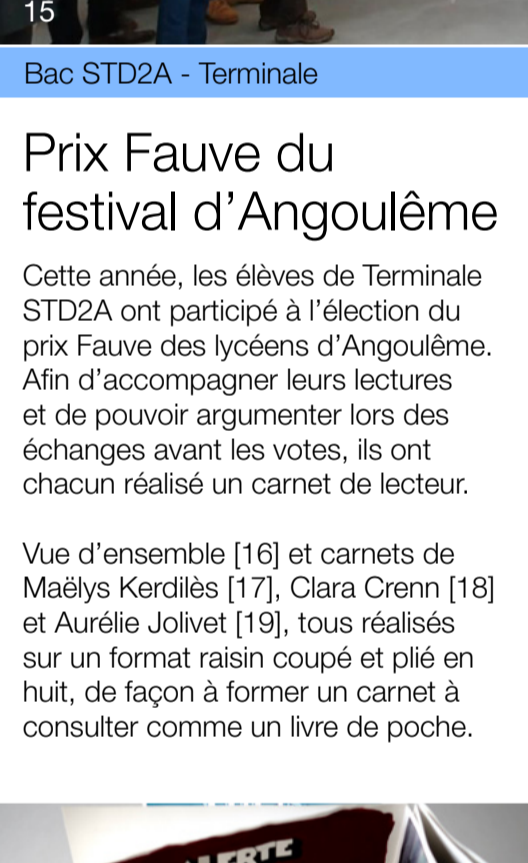 15
Bac STD2A - Terminale
Prix Fauve du
festival d’Angoulême
Cette année, les élèves de Terminale
STD2A ont participé à l’élection du
prix Fauve des lycéens d’Angoulême.
Afin d’accompagner leurs lectures
et de pouvoir argumenter lors des
échanges avant les votes, ils ont
chacun réalisé un carnet de lecteur.
Vue d’ensemble [16] et carnets de
Maëlys Kerdilès [17], Clara Crenn [18]
et Aurélie Jolivet [19], tous réalisés
sur un format raisin coupé et plié en
huit, de façon à former un carnet à
consulter comme un livre de poche.